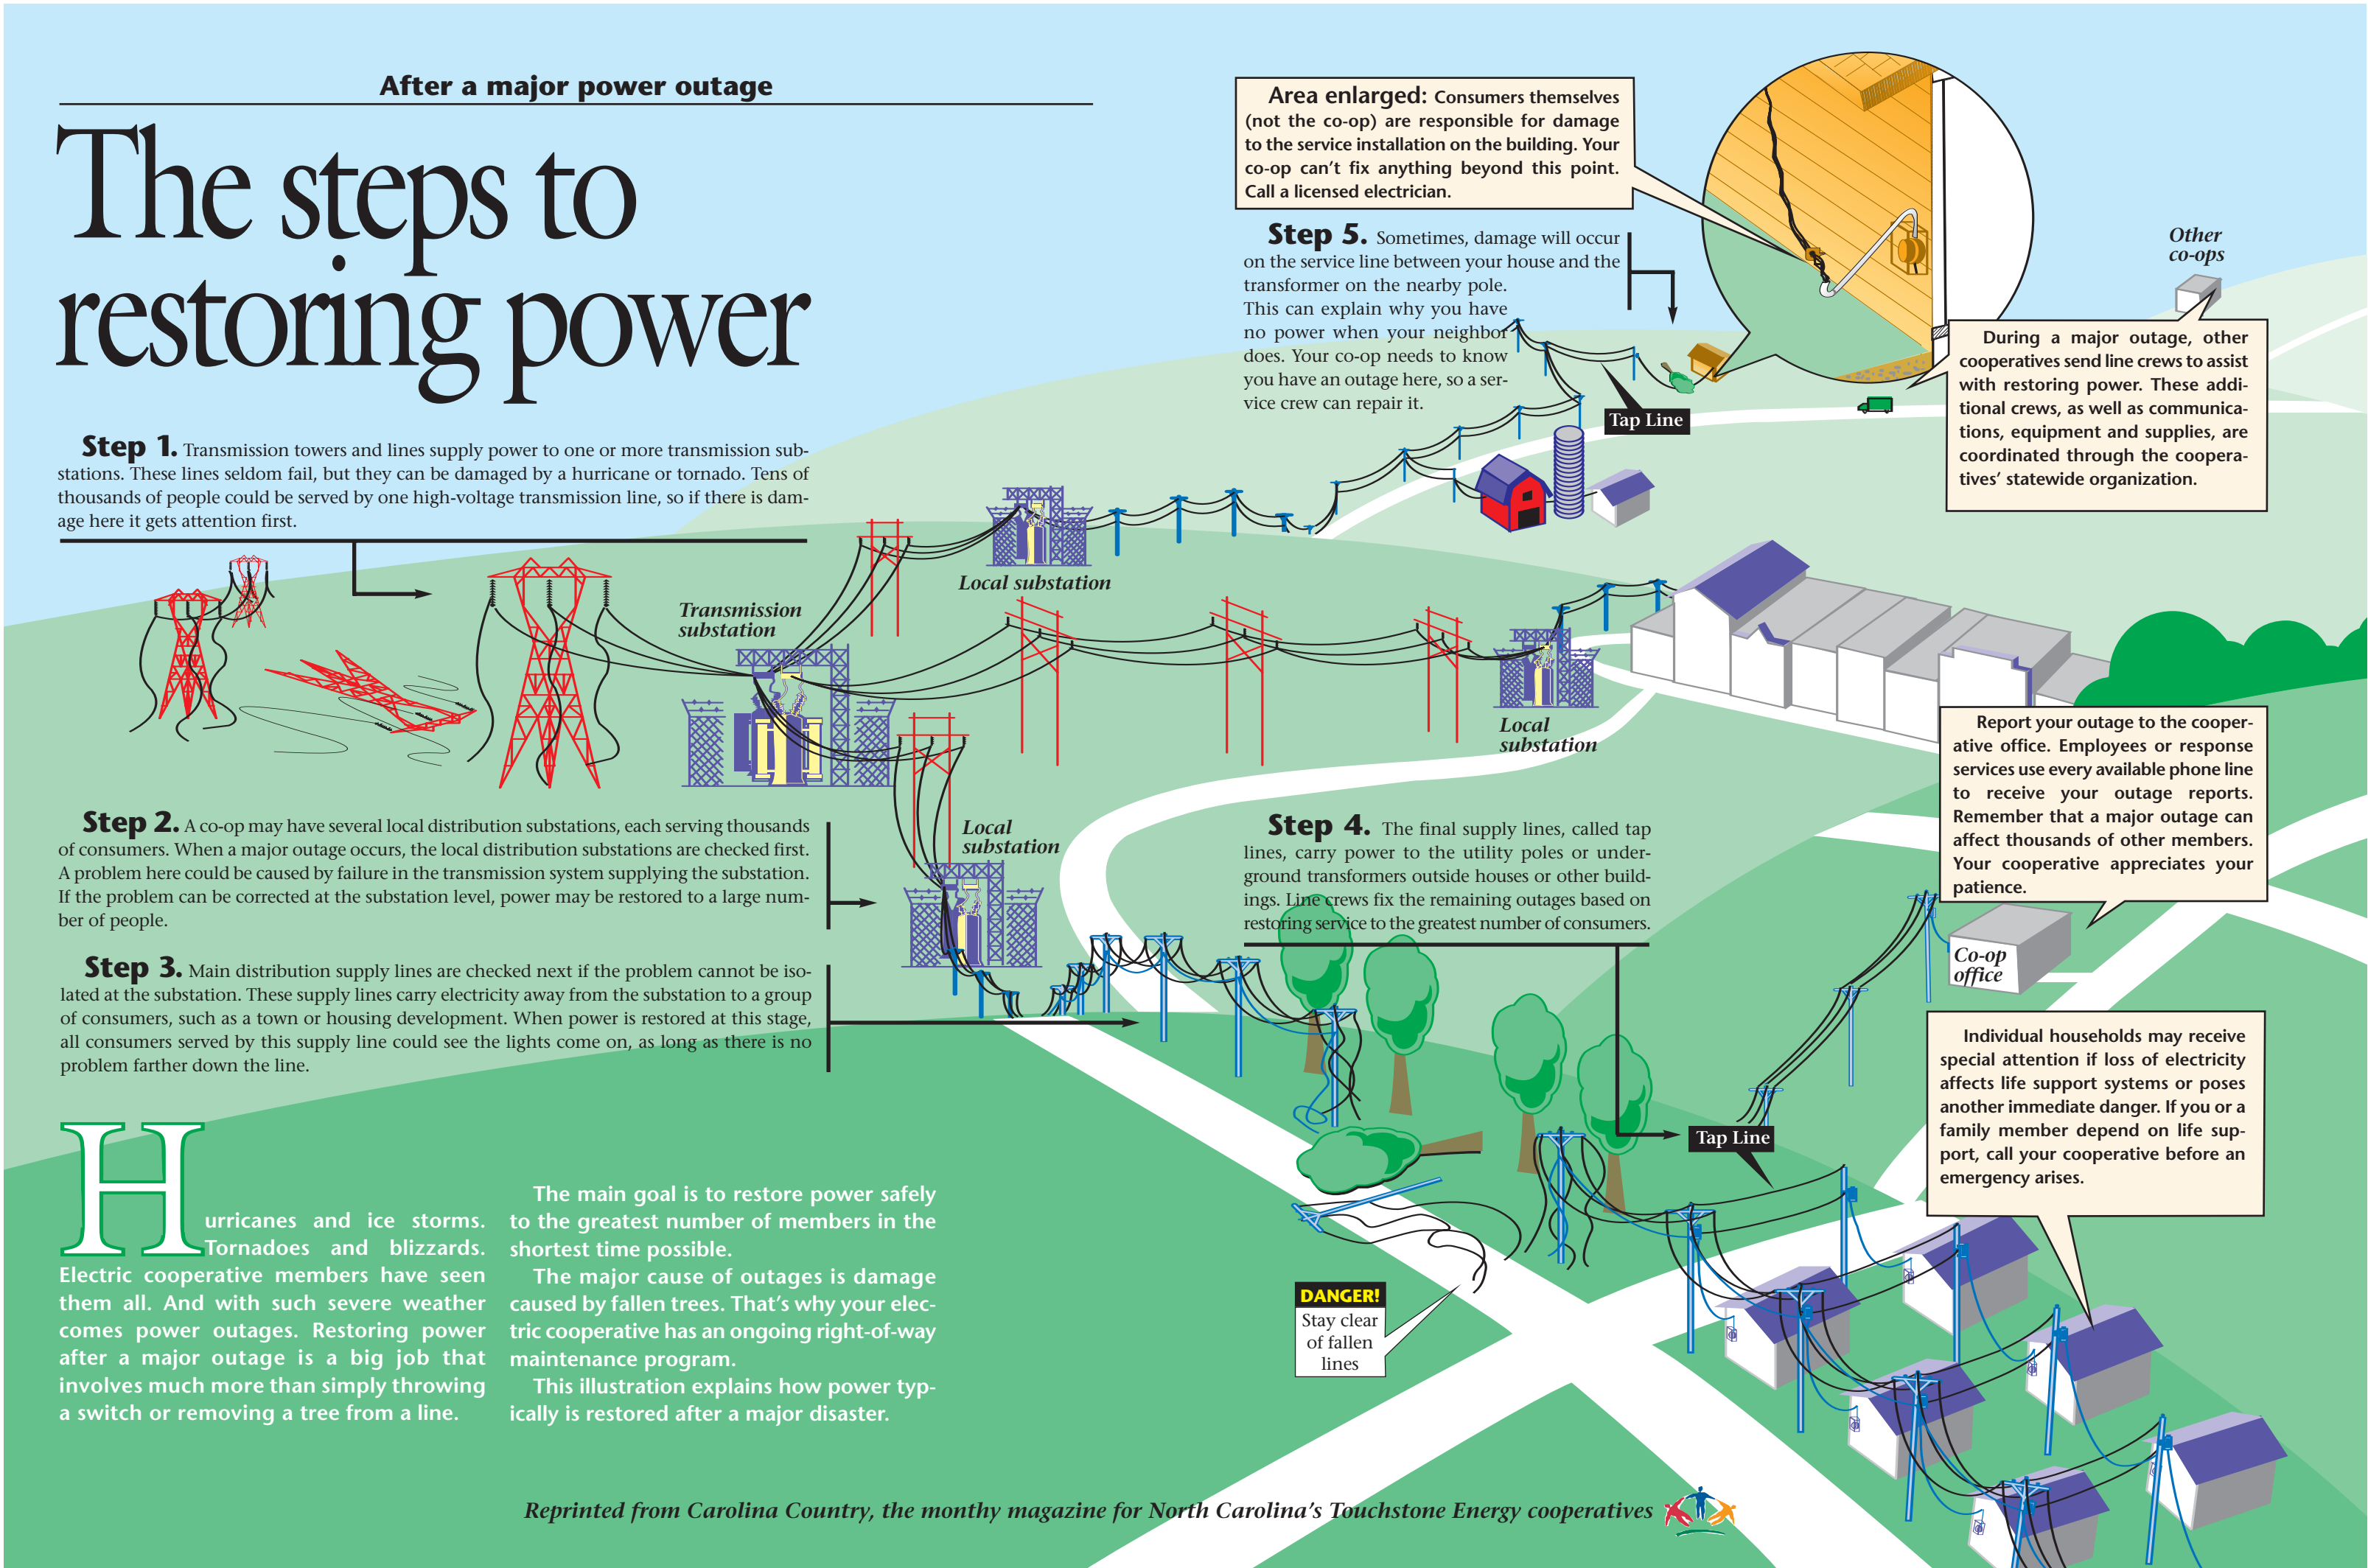 After a major power outage
The steps to
restoring power
Step 1. Transmission towers and lines supply power to one or more transmission sub-
stations. These lines seldom fail, but they can be damaged by a hurricane or tornado. Tens of
thousands of people could be served by one high-voltage transmission line, so if there is dam-
age here it gets attention first.
Transmission
substation
Local substation
Local
substation
Local
substation
Step 2. A co-op may have several local distribution substations, each serving thousands
of consumers. When a major outage occurs, the local distribution substations are checked first.
A problem here could be caused by failure in the transmission system supplying the substation.
If the problem can be corrected at the substation level, power may be restored to a large num-
ber of people.
Step 3. Main distribution supply lines are checked next if the problem cannot be iso-
lated at the substation. These supply lines carry electricity away from the substation to a group
of consumers, such as a town or housing development. When power is restored at this stage,
all consumers served by this supply line could see the lights come on, as long as there is no
problem farther down the line.
Step 4. The final supply lines, called tap
lines, carry power to the utility poles or under-
ground transformers outside houses or other build-
ings. Line crews fix the remaining outages based on
restoring service to the greatest number of consumers.
Tap Line
Area enlarged: Consumers themselves
(not the co-op) are responsible for damage
to the service installation on the building. Your
co-op can't fix anything beyond this point.
Call a licensed electrician.
Step 5. Sometimes, damage will occur
on the service line between your house and the
transformer on the nearby pole.
This can explain why you have
no power when your neighbor
does. Your co-op needs to know
you have an outage here, so a ser-
vice crew can repair it.
Tap Line
Other
co-ops
During a major outage, other
cooperatives send line crews to assist
with restoring power. These addi-
tional crews, as well as communica-
tions, equipment and supplies, are
coordinated through the coopera-
tives' statewide organization.
Report your outage to the cooper-
ative office. Employees or response
services use every available phone line
to receive your outage reports.
Remember that a major outage can
affect thousands of other members.
Your cooperative appreciates your
patience.
Co-op
office
Individual households may receive
special attention if loss of electricity
affects life support systems or poses
another immediate danger. If you or a
family member depend on life sup-
port, call your cooperative before an
emergency arises.
DANGER!
Stay clear
of fallen
lines
Hurricanes and ice storms.
Tornadoes and blizzards.
Electric cooperative members have seen
them all. And with such severe weather
comes power outages. Restoring power
after a major outage is a big job that
involves much more than simply throwing
a switch or removing a tree from a line.
The main goal is to restore power safely
to the greatest number of members in the
shortest time possible.
The major cause of outages is damage
caused by fallen trees. That's why your elec-
tric cooperative has an ongoing right-of-way
maintenance program.
This illustration explains how power typ-
ically is restored after a major disaster.
Reprinted from Carolina Country, the monthy magazine for North Carolina's Touchstone Energy cooperatives